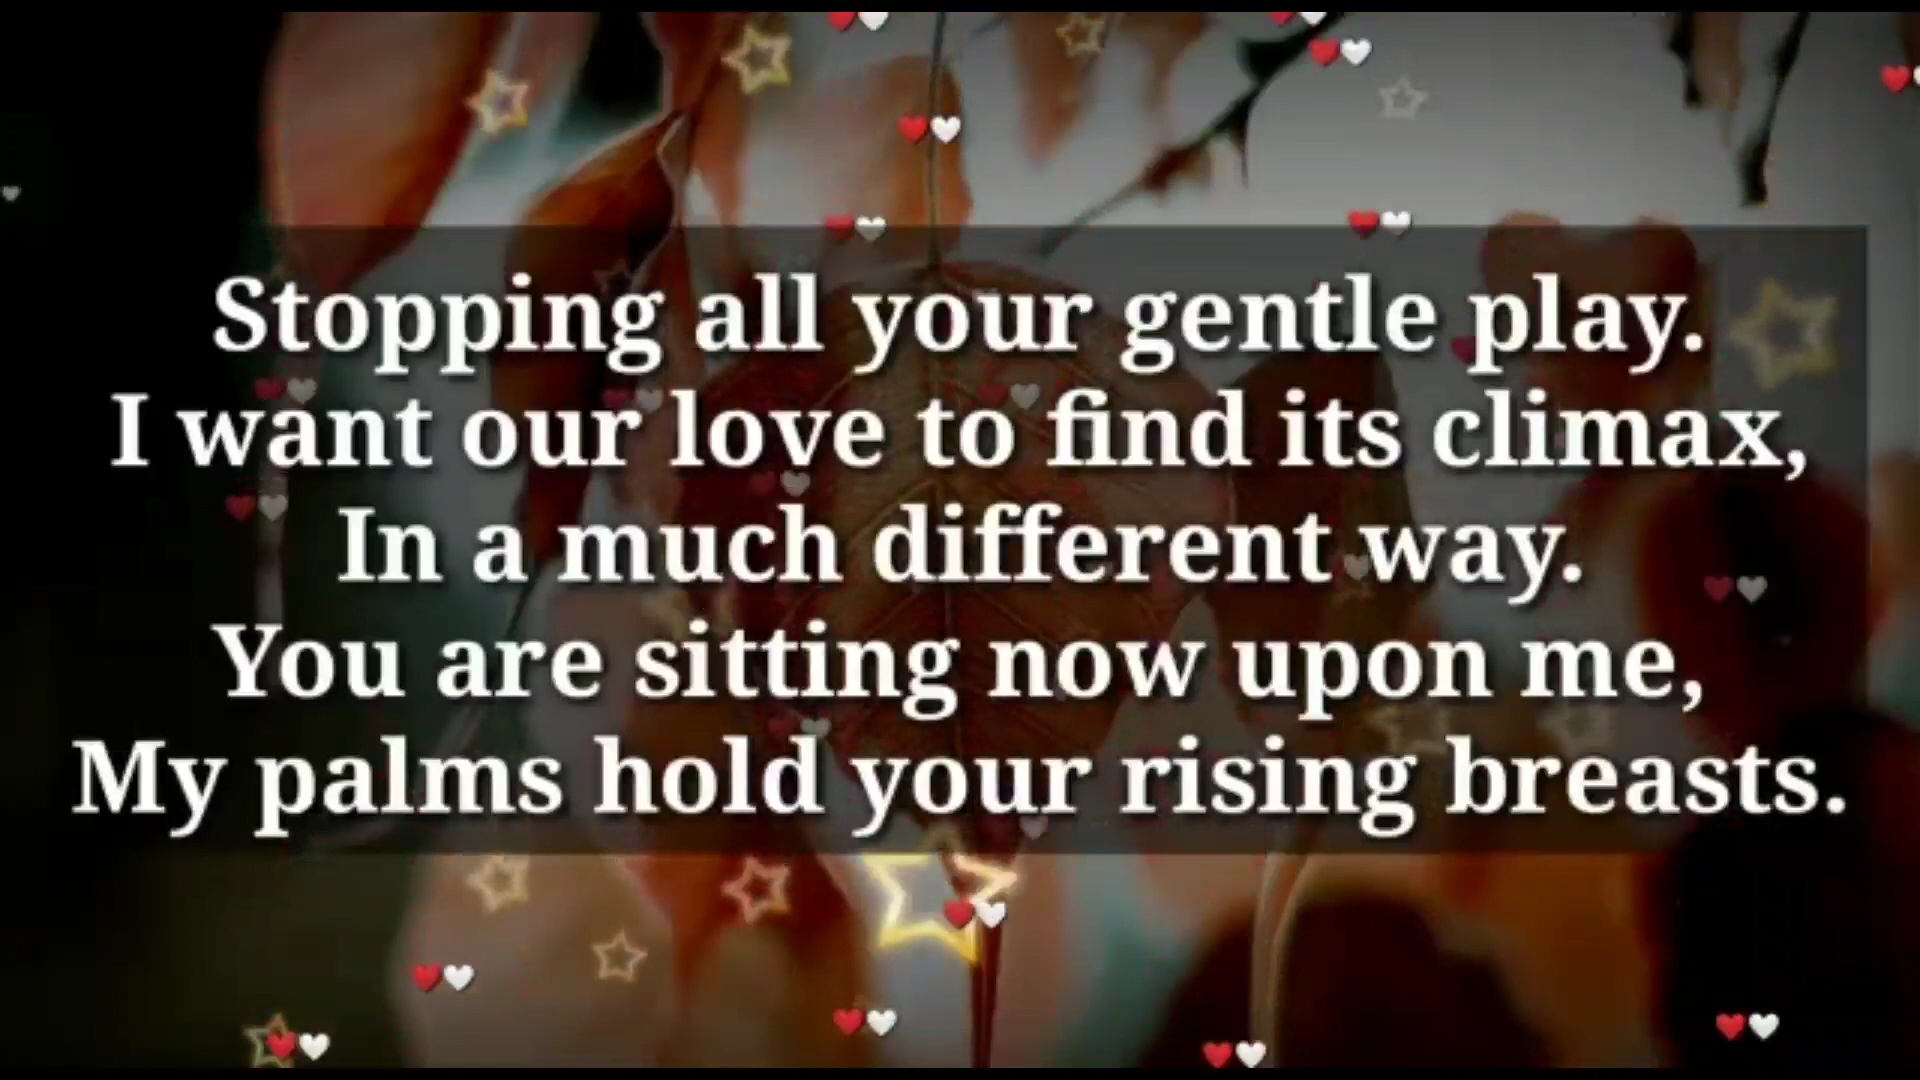 Stopping all your gentle play.
I want our love to find its climax,
In a much different way.
You are sitting now upon me,
My palms hold your rising breasts.